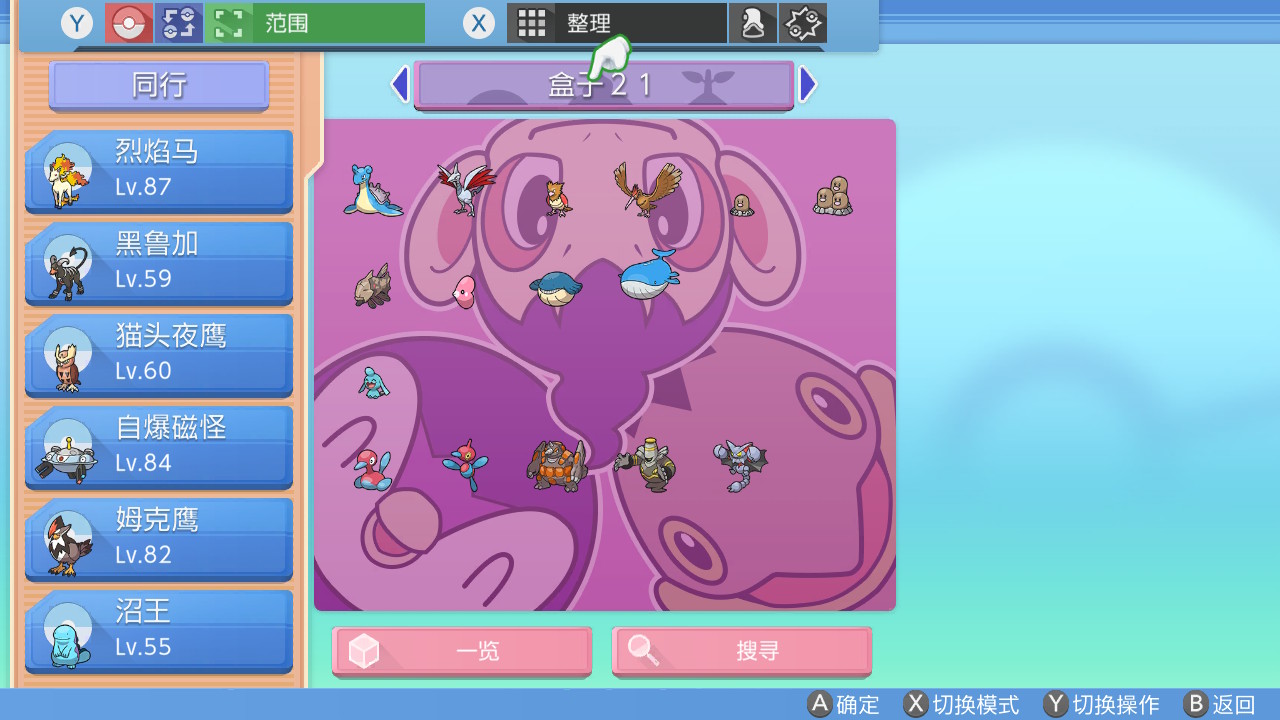 Y 范围 X 整理
同行
盒子21
烈焰马
Lv.87
黑鲁加
Lv.59
猫头夜鹰
Lv.60
自爆磁怪
Lv.84
姆克鹰
Lv.82
沼王
Lv.55
一览
搜寻
A确定 X切换模式 Y切换操作 B返回